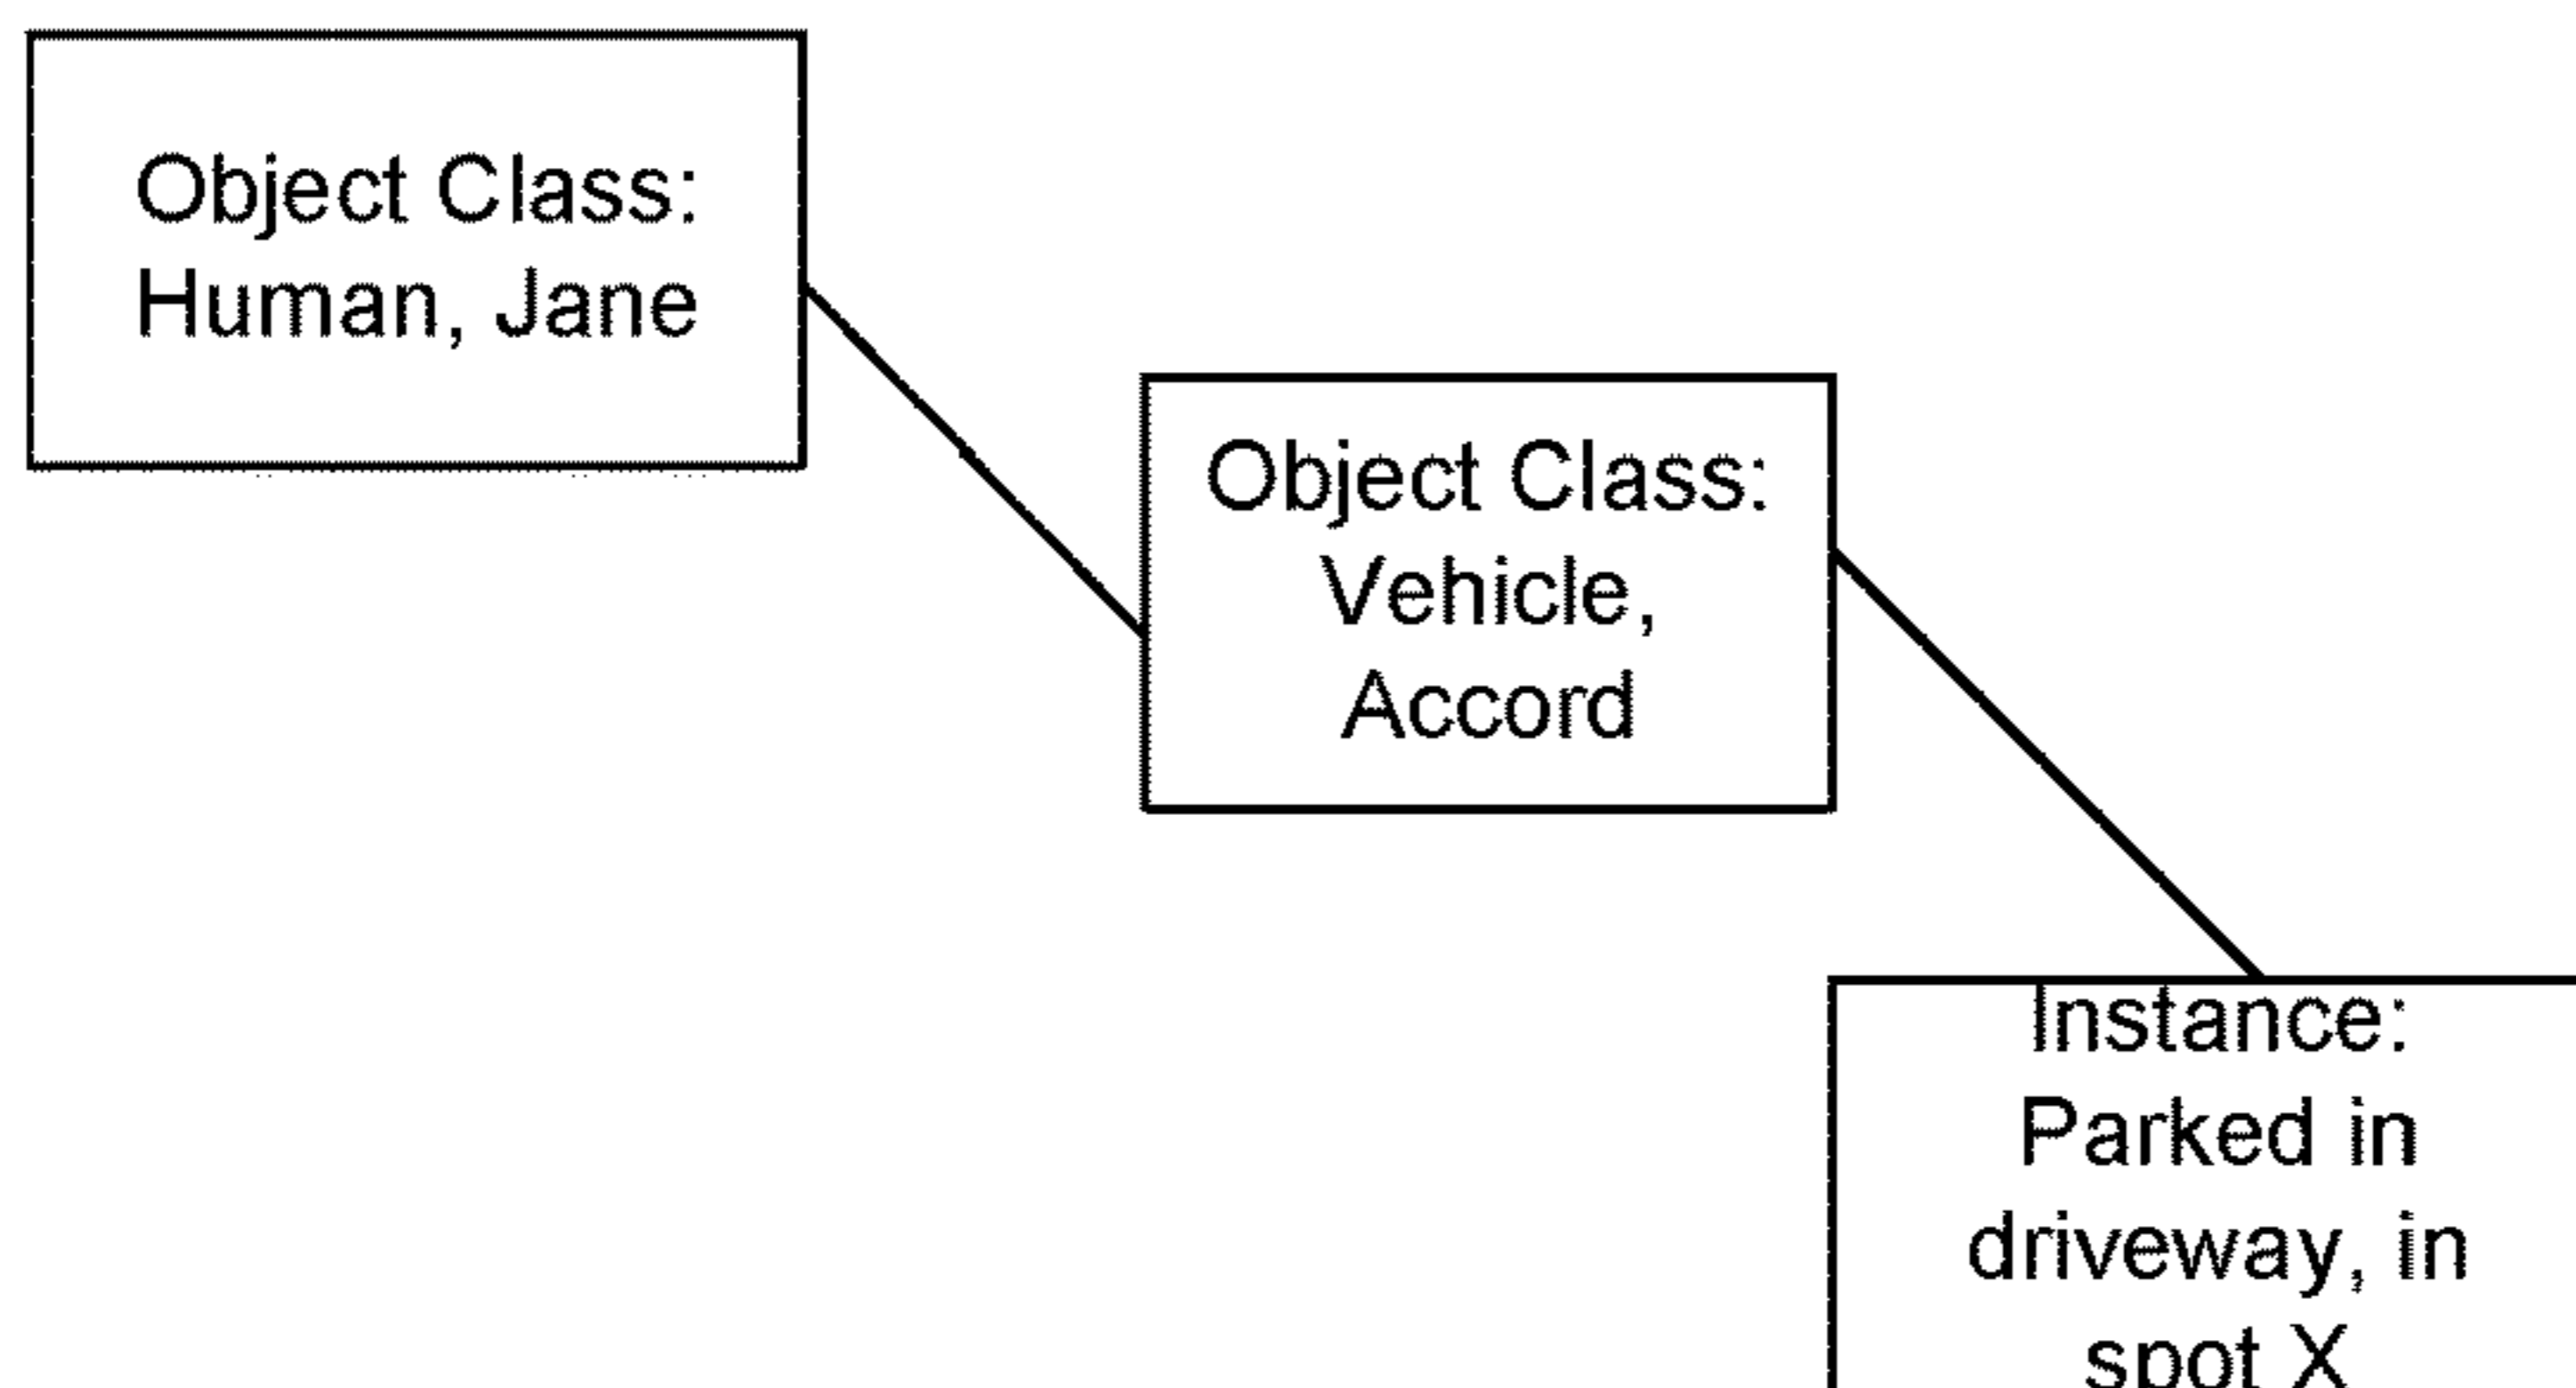 Object Class:
Human, Jane
Object Class:
Vehicle,
Accord
Instance:
Parked in
driveway, in
spot X